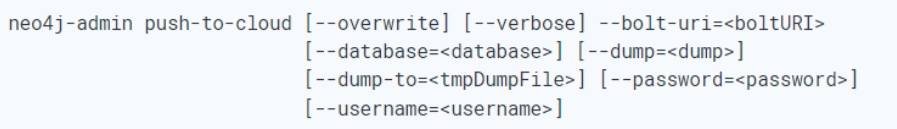 neo4j-admin push-to-cloud [--overwrite] [--verbose] --bolt-uri=<boltURI>
[--database=<database>] [--dump=<dump>]
[--dump-to=<tmpDumpFile>] [--password=<password>]
[--username=<username>]